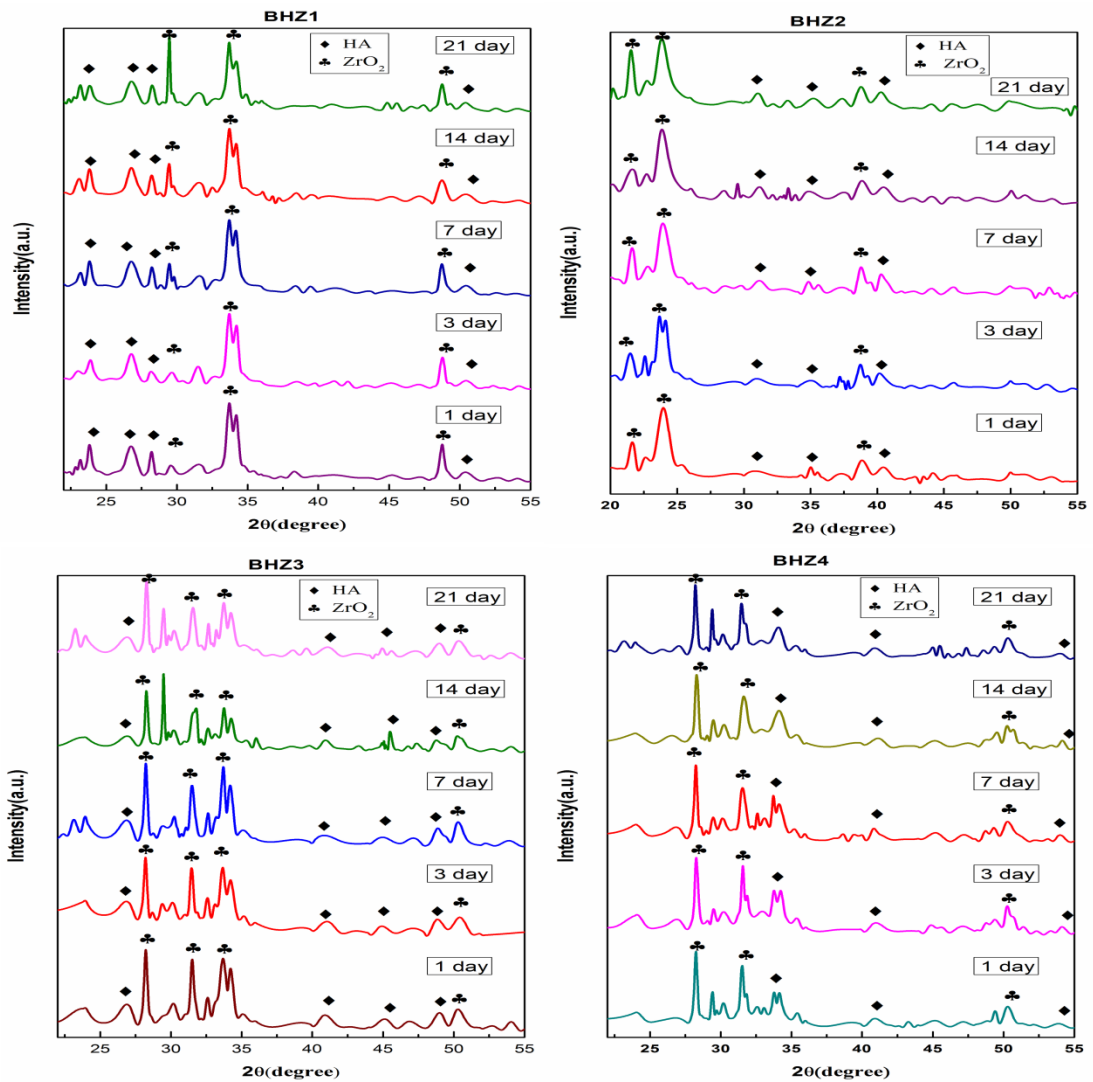 BHZ1
HA
ZrO2
21 day
14 day
7 day
3 day
1 day
Intensity(a.u.)
25 30 35 40 45 50 55
2θ(degree)
BHZ2
HA
ZrO2
21 day
14 day
7 day
3 day
1 day
Intensity(a.u.)
20 25 30 35 40 45 50 55
2θ (degree)
BHZ3
HA
ZrO2
21 day
14 day
7 day
3 day
1 day
Intensity(a.u.)
25 30 35 40 45 50 55
2θ(degree)
BHZ4
HA
ZrO2
21 day
14 day
7 day
3 day
1 day
Intensity(a.u.)
25 30 35 40 45 50 55
2θ(degree)